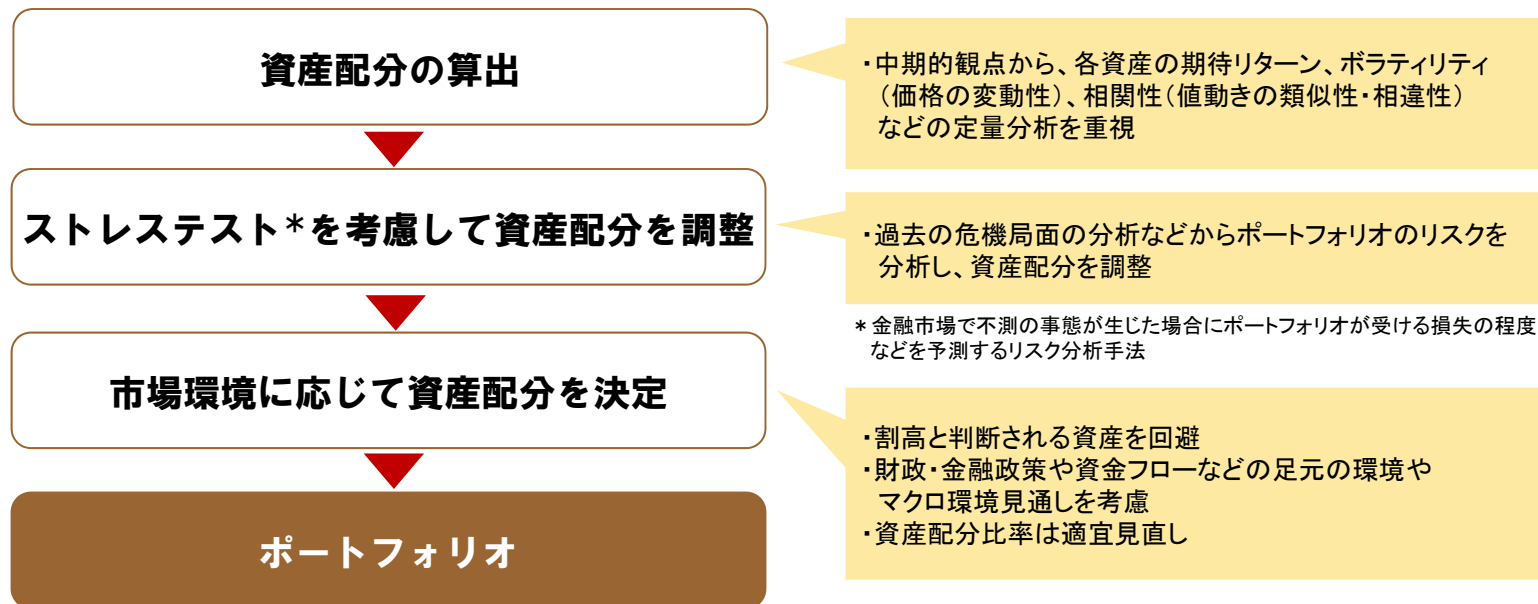 資産配分の算出
・中期的観点から、各資産の期待リターン、ボラティリティ
（価格の変動性）、相関性（値動きの類似性・相違性）
などの定量分析を重視
ストレステスト＊を考慮して資産配分を調整
・過去の危機局面の分析などからポートフォリオのリスクを
分析し、資産配分を調整
＊金融市場で不測の事態が生じた場合にポートフォリオが受ける損失の程度
などを予測するリスク分析手法
市場環境に応じて資産配分を決定
・割高と判断される資産を回避
・財政・金融政策や資金フローなどの足元の環境や
マクロ環境見通しを考慮
・資産配分比率は適宜見直し
ポートフォリオ